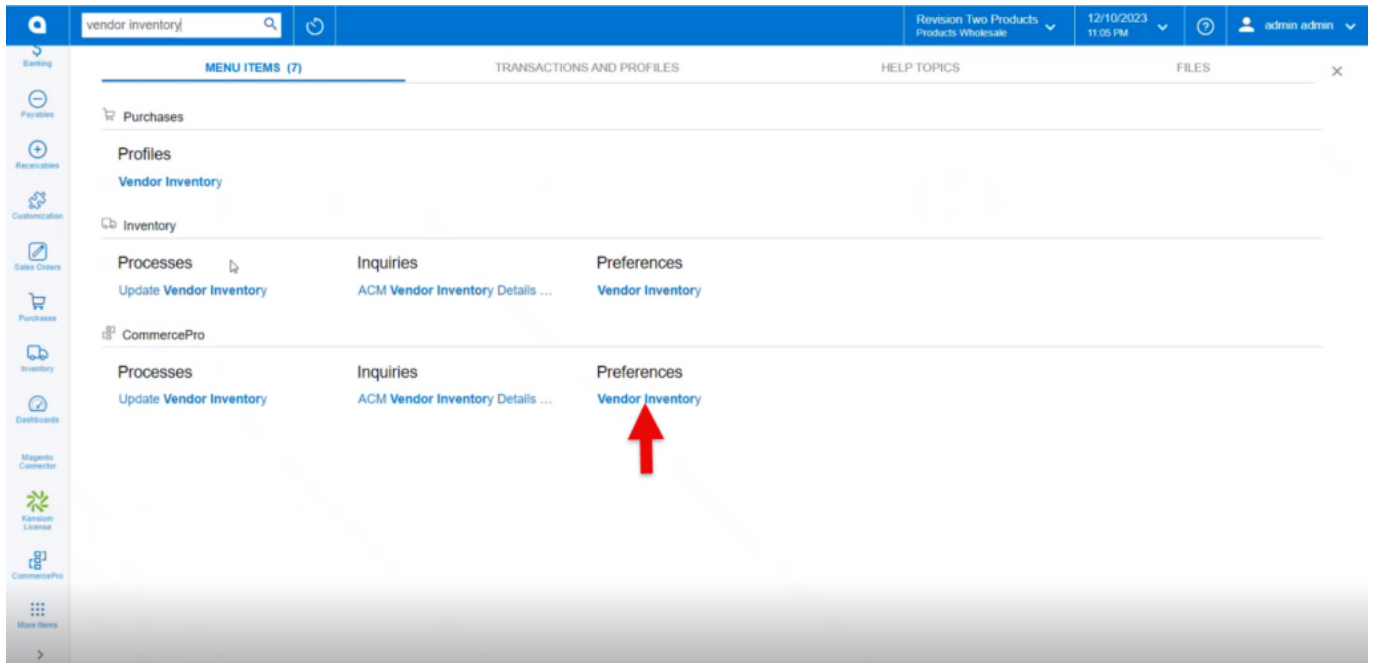 vendor inventory
Revision Two Products
Products Wholesale
12/10/2023
11:05 PM
admin admin
Banking
Payables
Receivables
Customization
Sales Orders
Purchases
Inventory
Dashboards
Magento
Connector
Kensium
License
CommercePro
More Items
MENU ITEMS (7)
TRANSACTIONS AND PROFILES
HELP TOPICS
FILES
Purchases
Profiles
Vendor Inventory
Inventory
Processes
Inquiries
Preferences
Update Vendor Inventory
ACM Vendor Inventory Details ...
Vendor Inventory
CommercePro
Processes
Inquiries
Preferences
Update Vendor Inventory
ACM Vendor Inventory Details ...
Vendor Inventory